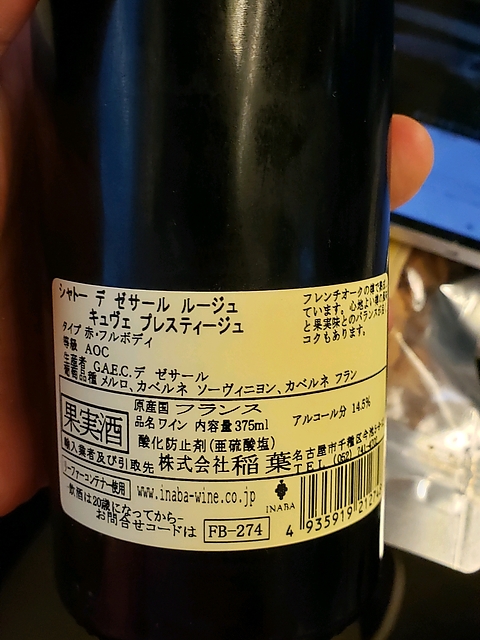 シャトー デ ゼサール ルージュ
キュヴェ プレスティージュ
タイプ 赤・フルボディ
等級 AOC
生産者 G.A.E.C.デ ゼサール
葡萄品種 メルロ、カベルネ ソーヴィニヨン、カベルネ フラン
フレンチオークの樽で熟
ています。心地よい樽の風
と果実味とのバランスが
コクもあります。
果実酒
原産国 フランス
品名 ワイン 内容量 375ml
アルコール分 14.5%
酸化防止剤(亜硫酸塩)
輸入業者及び引取先 株式会社 稲葉
名古屋市千種区今池
TEL (052) 741-
リーファーコンテナー使用 www.inaba-wine.co.jp
INABA
飲酒は20歳になってから
お問合せコードは FB-274
4 935919 212